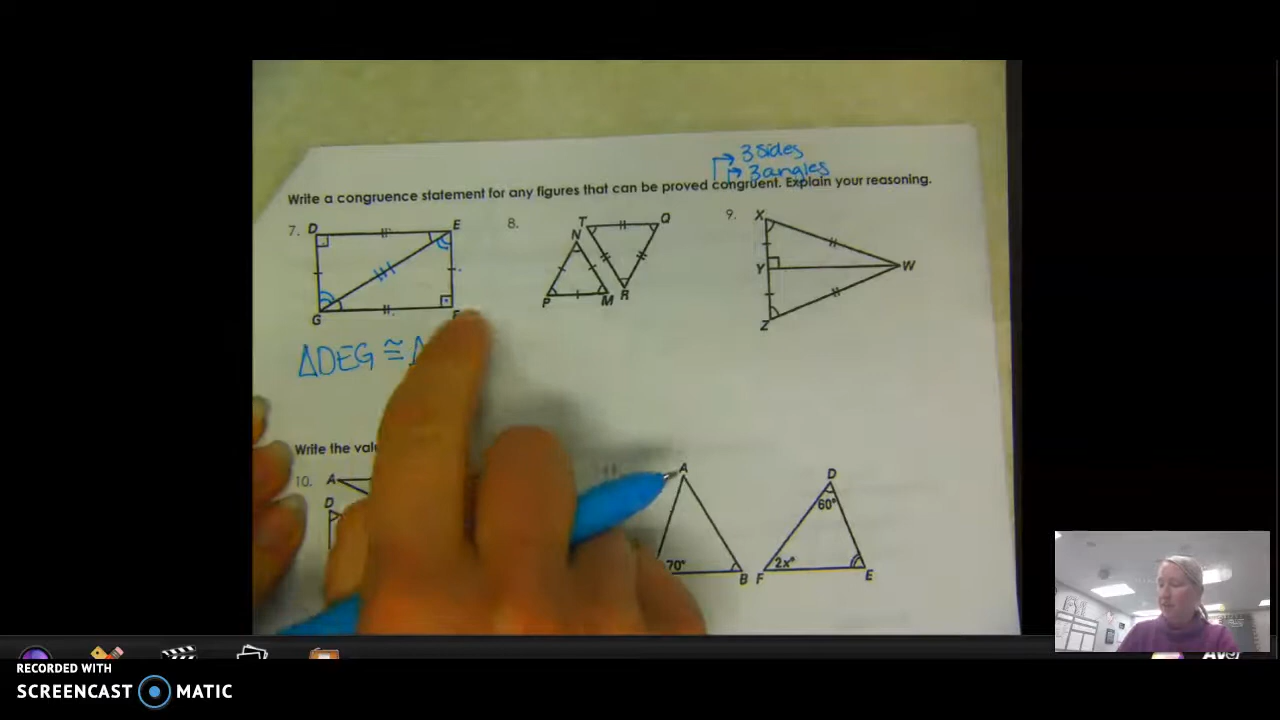 3 sides
3 angles
Write a congruence statement for any figures that can be proved congruent. Explain your reasoning.
7. D E G
8. T Q N P M R
9. X Y W Z
ΔDEG ≅ Δ
Write the
10. A D
A 70° B
D 60° F 2x° E
RECORDED WITH
SCREENCAST MATIC